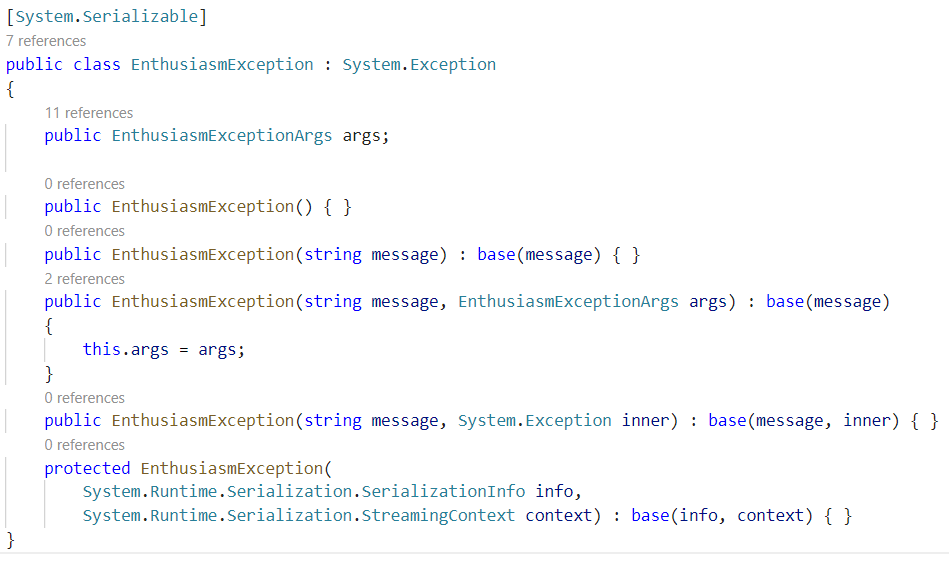 [System.Serializable]
7 references
public class EnthusiasmException : System.Exception
{
11 references
public EnthusiasmExceptionArgs args;
0 references
public EnthusiasmException() { }
0 references
public EnthusiasmException(string message) : base(message) { }
2 references
public EnthusiasmException(string message, EnthusiasmExceptionArgs args) : base(message)
{
this.args = args;
}
0 references
public EnthusiasmException(string message, System.Exception inner) : base(message, inner) { }
0 references
protected EnthusiasmException(
System.Runtime.Serialization.SerializationInfo info,
System.Runtime.Serialization.StreamingContext context) : base(info, context) { }
}